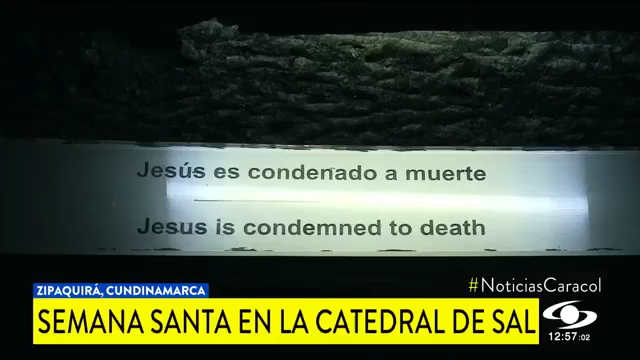 Jesús es condenado a muerte
Jesus is condemned to death
ZIPAQUIRÁ, CUNDINAMARCA
#NoticiasCaracol
SEMANA SANTA EN LA CATEDRAL DE SAL
12:57:02